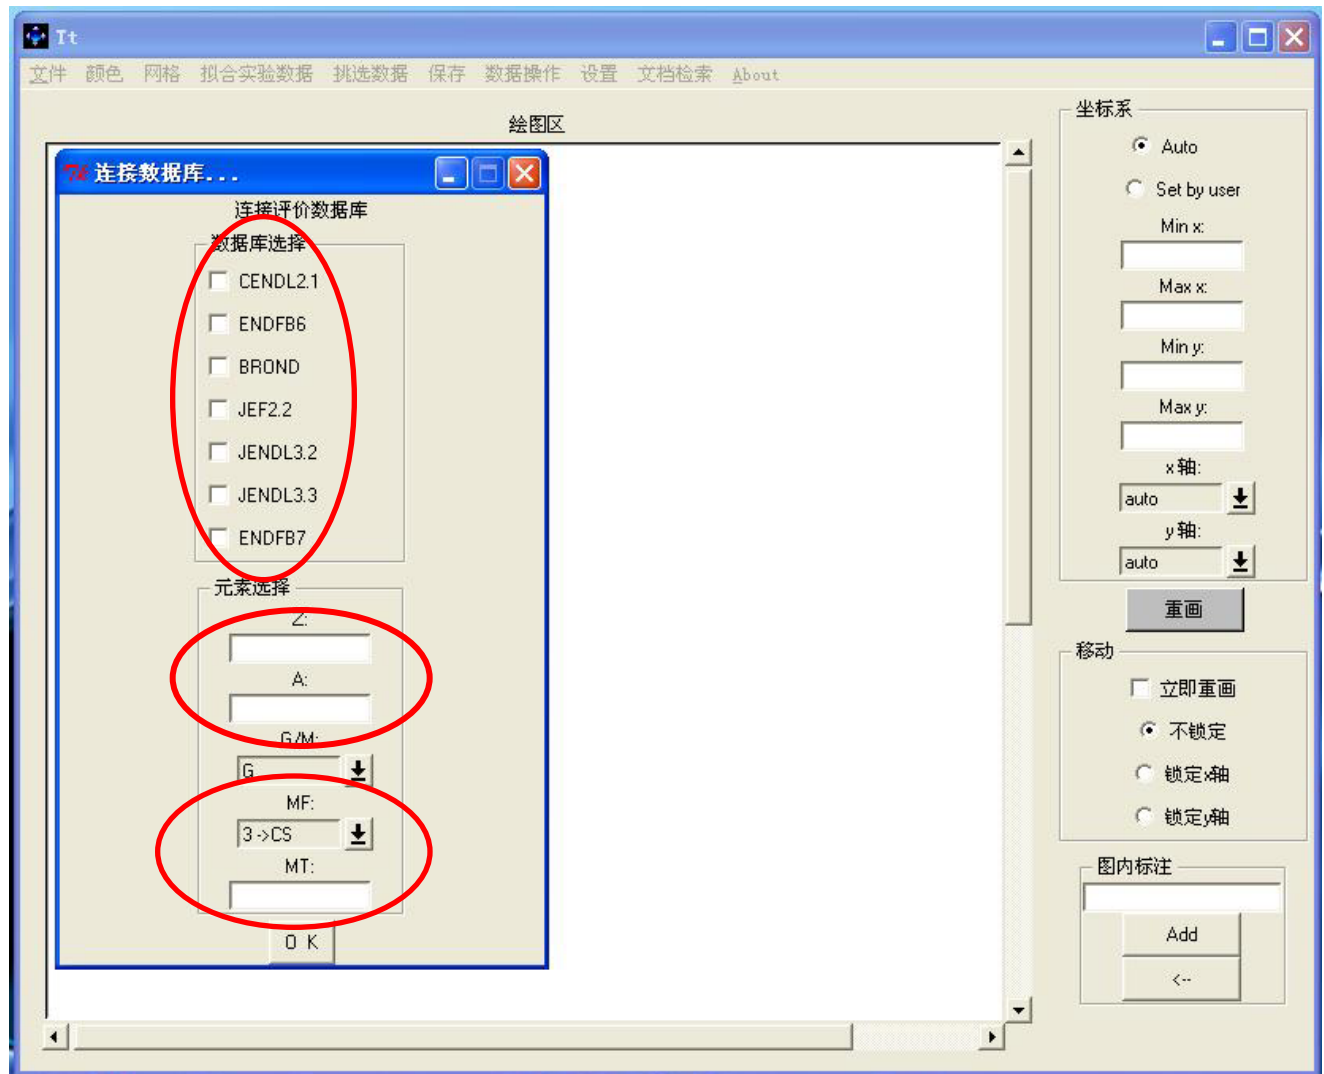 Tt
文件 颜色 网格 拟合实验数据 挑选数据 保存 数据操作 设置 文档检索 About
绘图区
连接数据库...
连接评价数据库
数据库选择
CENDL2.1
ENDFB6
BROND
JEF2.2
JENDL3.2
JENDL3.3
ENDFB7
元素选择
Z:
A:
G/M:
G
MF:
3->CS
MT:
O K
坐标系
Auto
Set by user
Min x:
Max x:
Min y:
Max y:
x 轴:
auto
y 轴:
auto
重画
移动
立即重画
不锁定
锁定x轴
锁定y轴
图内标注
Add
<--